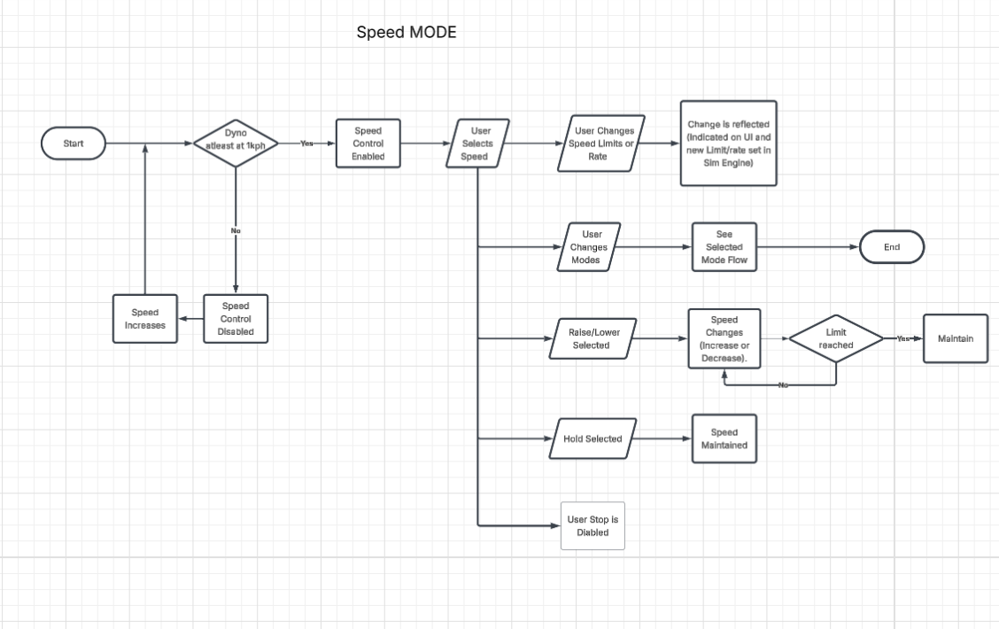 Speed MODE
Start
Dyno
atleast at 1kph
Yes
Speed
Control
Enabled
User
Selects
Speed
User Changes
Speed Limits or
Rate
Change is reflected
(Indicated on UI and
new Limit/rate set in
Sim Engine)
No
User
Changes
Modes
See
Selected
Mode Flow
End
Speed
Increases
Speed
Control
Disabled
Raise/Lower
Selected
Speed
Changes
(Increase or
Decrease).
Limit
reached
Yes
Maintain
No
Hold Selected
Speed
Maintained
User Stop is
Diabled